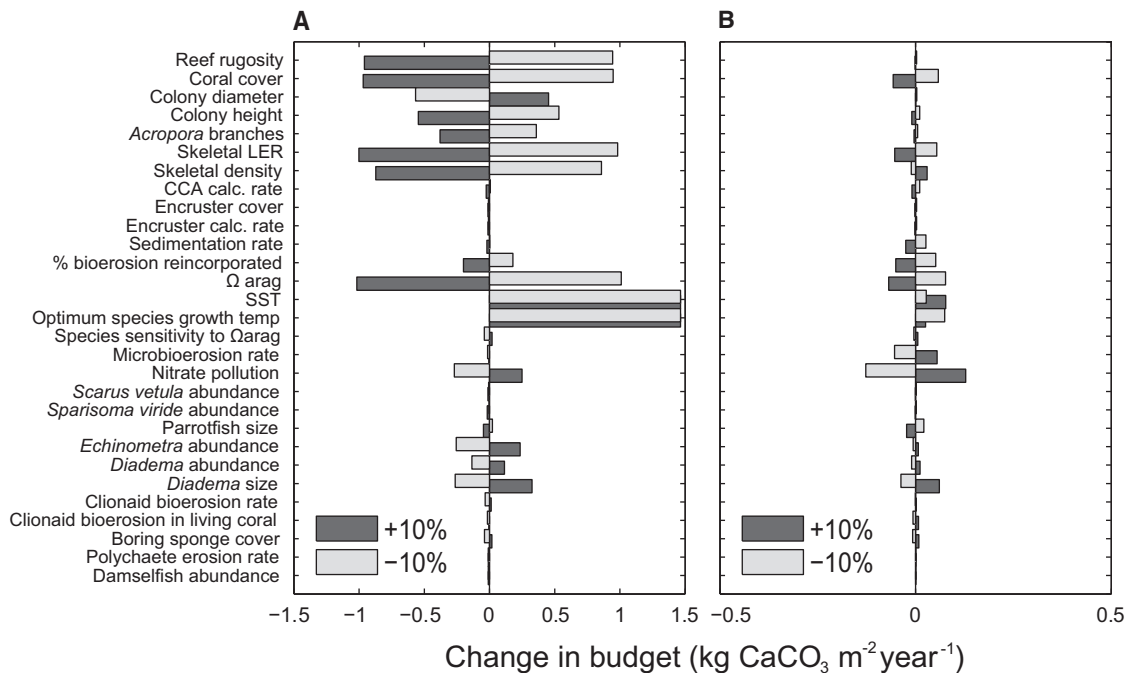 A
B
Reef rugosity
Coral cover
Colony diameter
Colony height
Acropora branches
Skeletal LER
Skeletal density
CCA calc. rate
Encruster cover
Encruster calc. rate
Sedimentation rate
% bioerosion reincorporated
Ω arag
SST
Optimum species growth temp
Species sensitivity to Ωarag
Microbioerosion rate
Nitrate pollution
Scarus vetula abundance
Sparisoma viride abundance
Parrotfish size
Echinometra abundance
Diadema abundance
Diadema size
Clionaid bioerosion rate
Clionaid bioerosion in living coral
Boring sponge cover
Polychaete erosion rate
Damselfish abundance
+10%
−10%
+10%
−10%
−1.5 −1 −0.5 0 0.5 1 1.5
−0.5 0 0.5
Change in budget (kg CaCO₃ m⁻² year⁻¹)